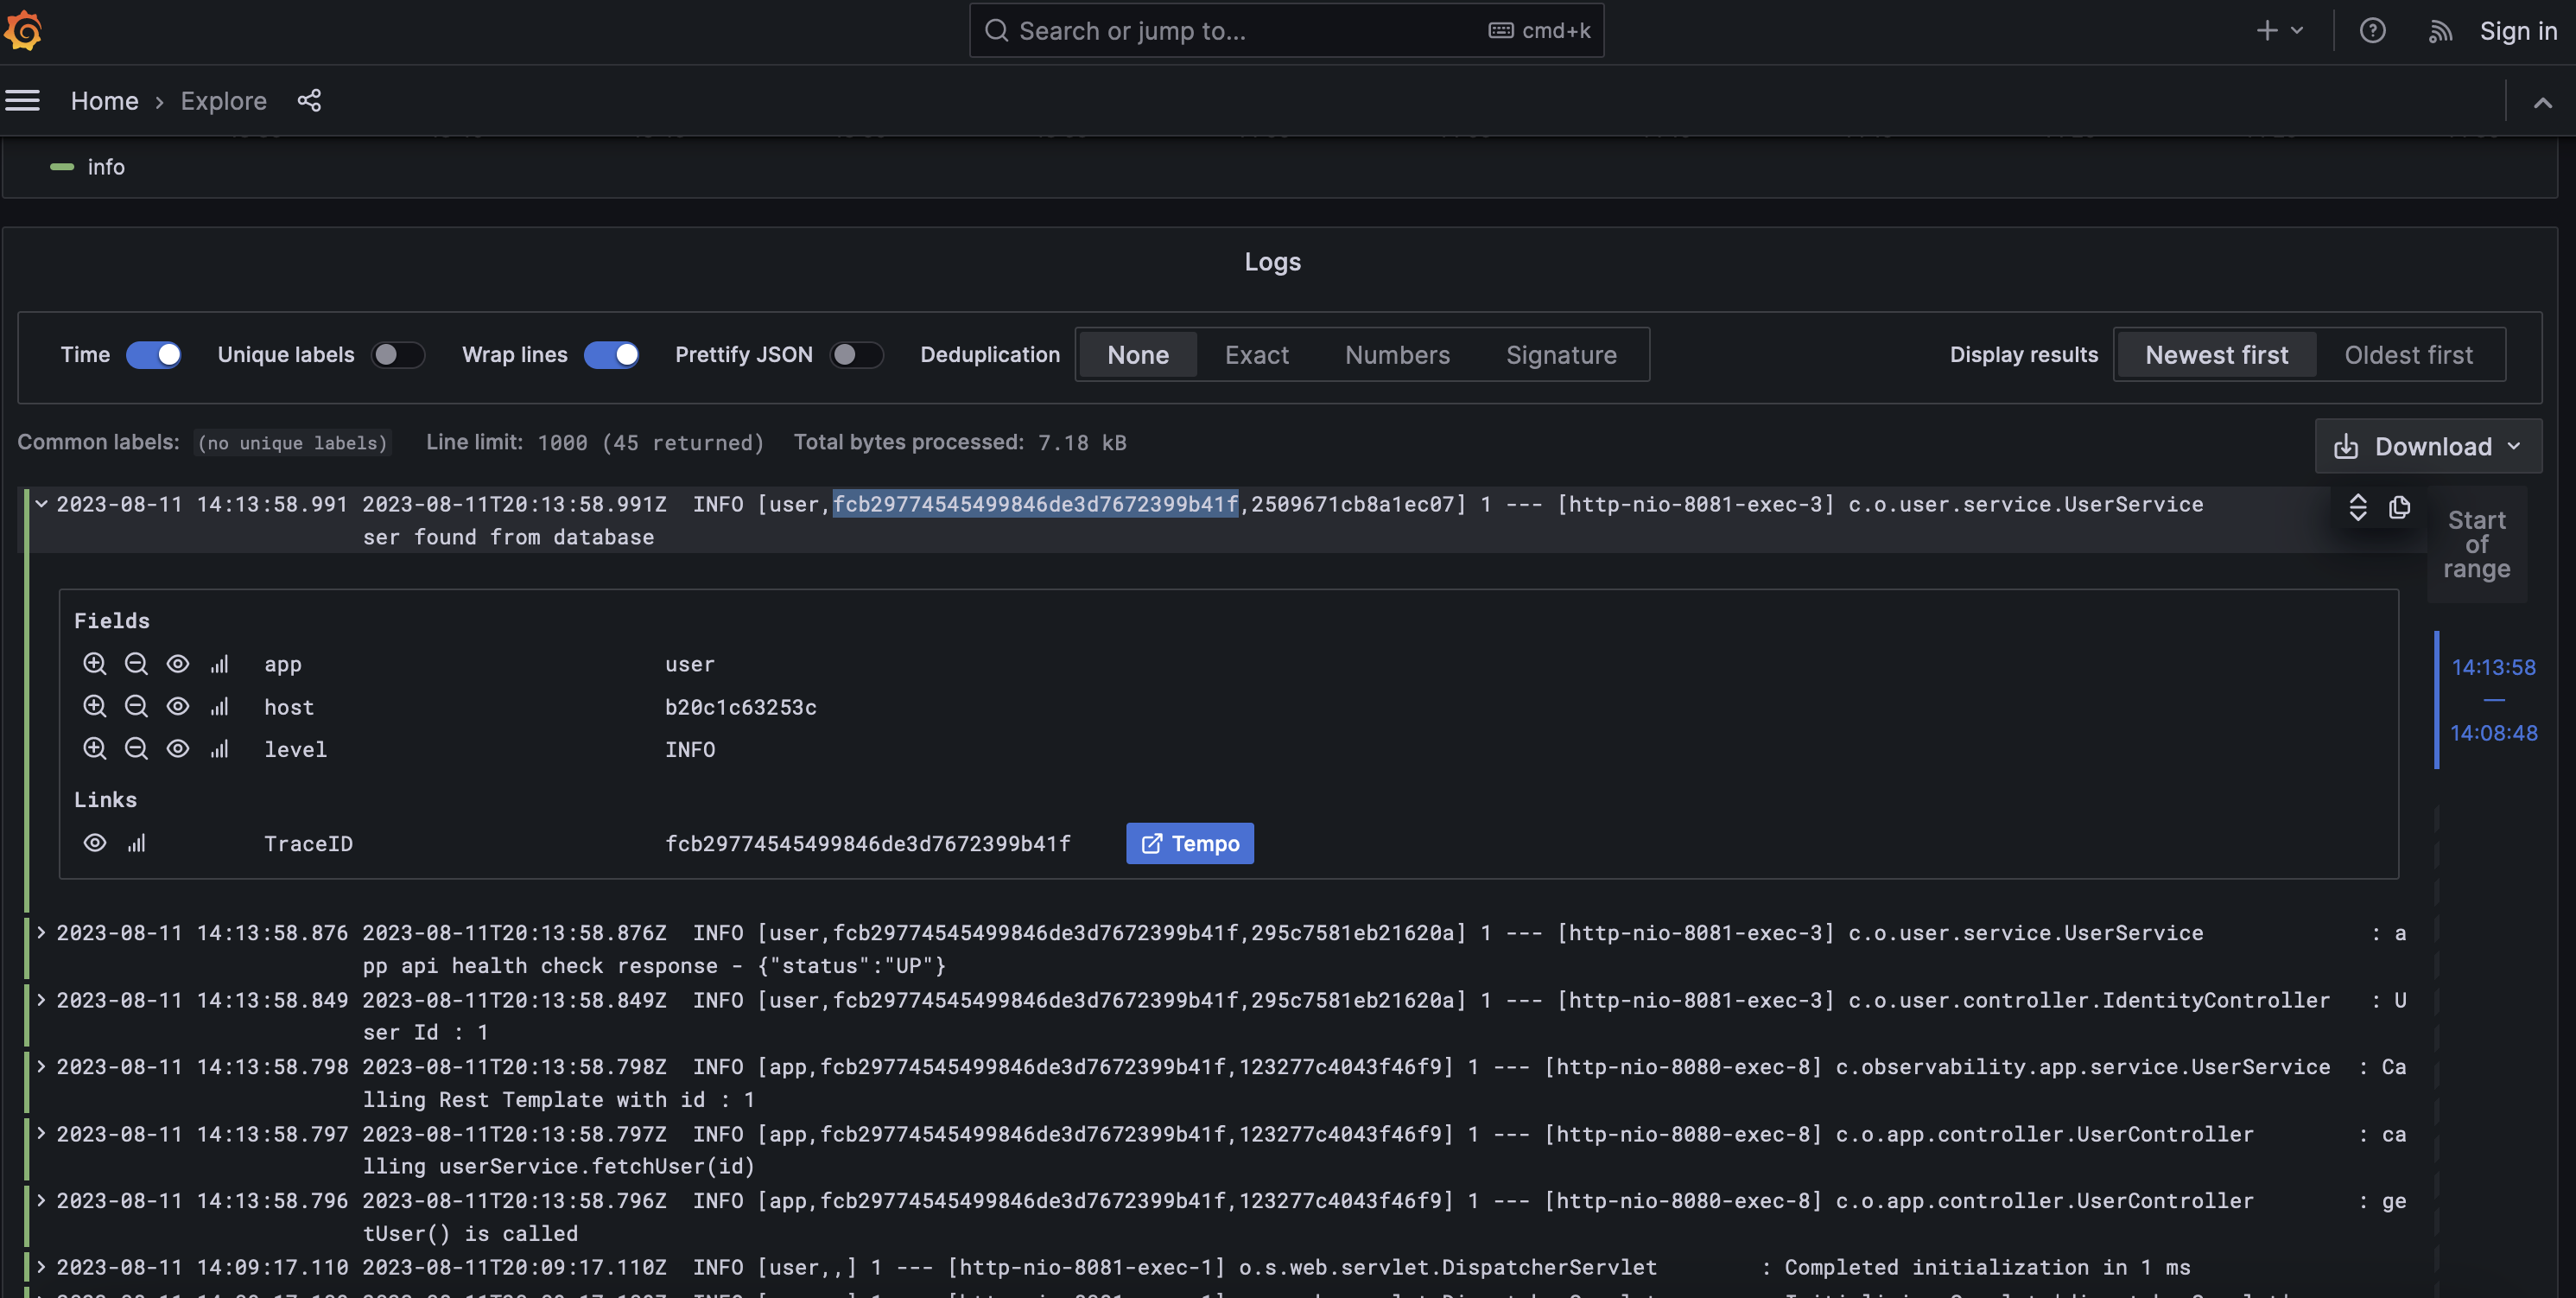 Search or jump to... cmd+k Sign in
Home › Explore
info
Logs
Time Unique labels Wrap lines Prettify JSON Deduplication None Exact Numbers Signature Display results Newest first Oldest first
Common labels: (no unique labels) Line limit: 1000 (45 returned) Total bytes processed: 7.18 kB Download
2023-08-11 14:13:58.991 2023-08-11T20:13:58.991Z INFO [user,fcb29774545499846de3d7672399b41f,2509671cb8a1ec07] 1 --- [http-nio-8081-exec-3] c.o.user.service.UserService
ser found from database
Start
of
range
Fields
app user
host b20c1c63253c
level INFO
Links
TraceID fcb29774545499846de3d7672399b41f Tempo
14:13:58
—
14:08:48
2023-08-11 14:13:58.876 2023-08-11T20:13:58.876Z INFO [user,fcb29774545499846de3d7672399b41f,295c7581eb21620a] 1 --- [http-nio-8081-exec-3] c.o.user.service.UserService : a
pp api health check response - {"status":"UP"}
2023-08-11 14:13:58.849 2023-08-11T20:13:58.849Z INFO [user,fcb29774545499846de3d7672399b41f,295c7581eb21620a] 1 --- [http-nio-8081-exec-3] c.o.user.controller.IdentityController : U
ser Id : 1
2023-08-11 14:13:58.798 2023-08-11T20:13:58.798Z INFO [app,fcb29774545499846de3d7672399b41f,123277c4043f46f9] 1 --- [http-nio-8080-exec-8] c.observability.app.service.UserService : Ca
lling Rest Template with id : 1
2023-08-11 14:13:58.797 2023-08-11T20:13:58.797Z INFO [app,fcb29774545499846de3d7672399b41f,123277c4043f46f9] 1 --- [http-nio-8080-exec-8] c.o.app.controller.UserController : ca
lling userService.fetchUser(id)
2023-08-11 14:13:58.796 2023-08-11T20:13:58.796Z INFO [app,fcb29774545499846de3d7672399b41f,123277c4043f46f9] 1 --- [http-nio-8080-exec-8] c.o.app.controller.UserController : ge
tUser() is called
2023-08-11 14:09:17.110 2023-08-11T20:09:17.110Z INFO [user,,] 1 --- [http-nio-8081-exec-1] o.s.web.servlet.DispatcherServlet : Completed initialization in 1 ms